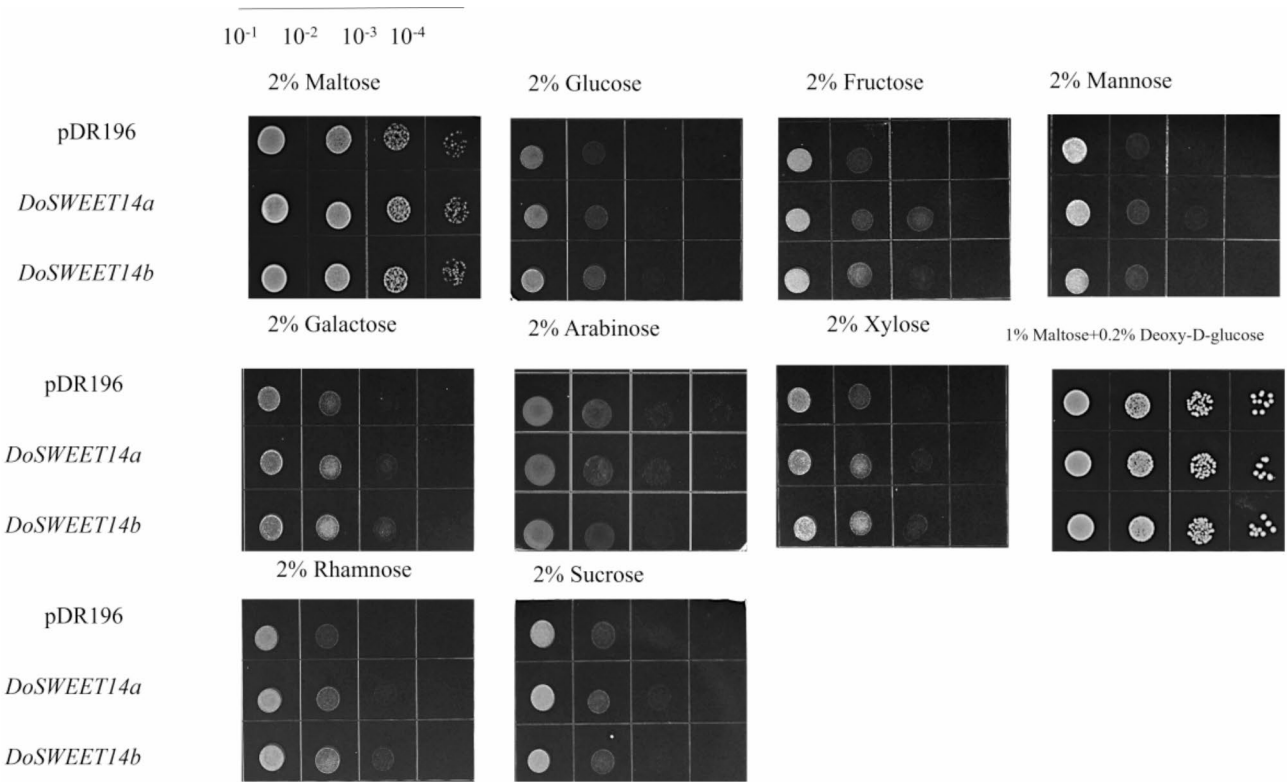 10⁻¹ 10⁻² 10⁻³ 10⁻⁴
2% Maltose 2% Glucose 2% Fructose 2% Mannose
pDR196
DoSWEET14a
DoSWEET14b
2% Galactose 2% Arabinose 2% Xylose 1% Maltose+0.2% Deoxy-D-glucose
pDR196
DoSWEET14a
DoSWEET14b
2% Rhamnose 2% Sucrose
pDR196
DoSWEET14a
DoSWEET14b